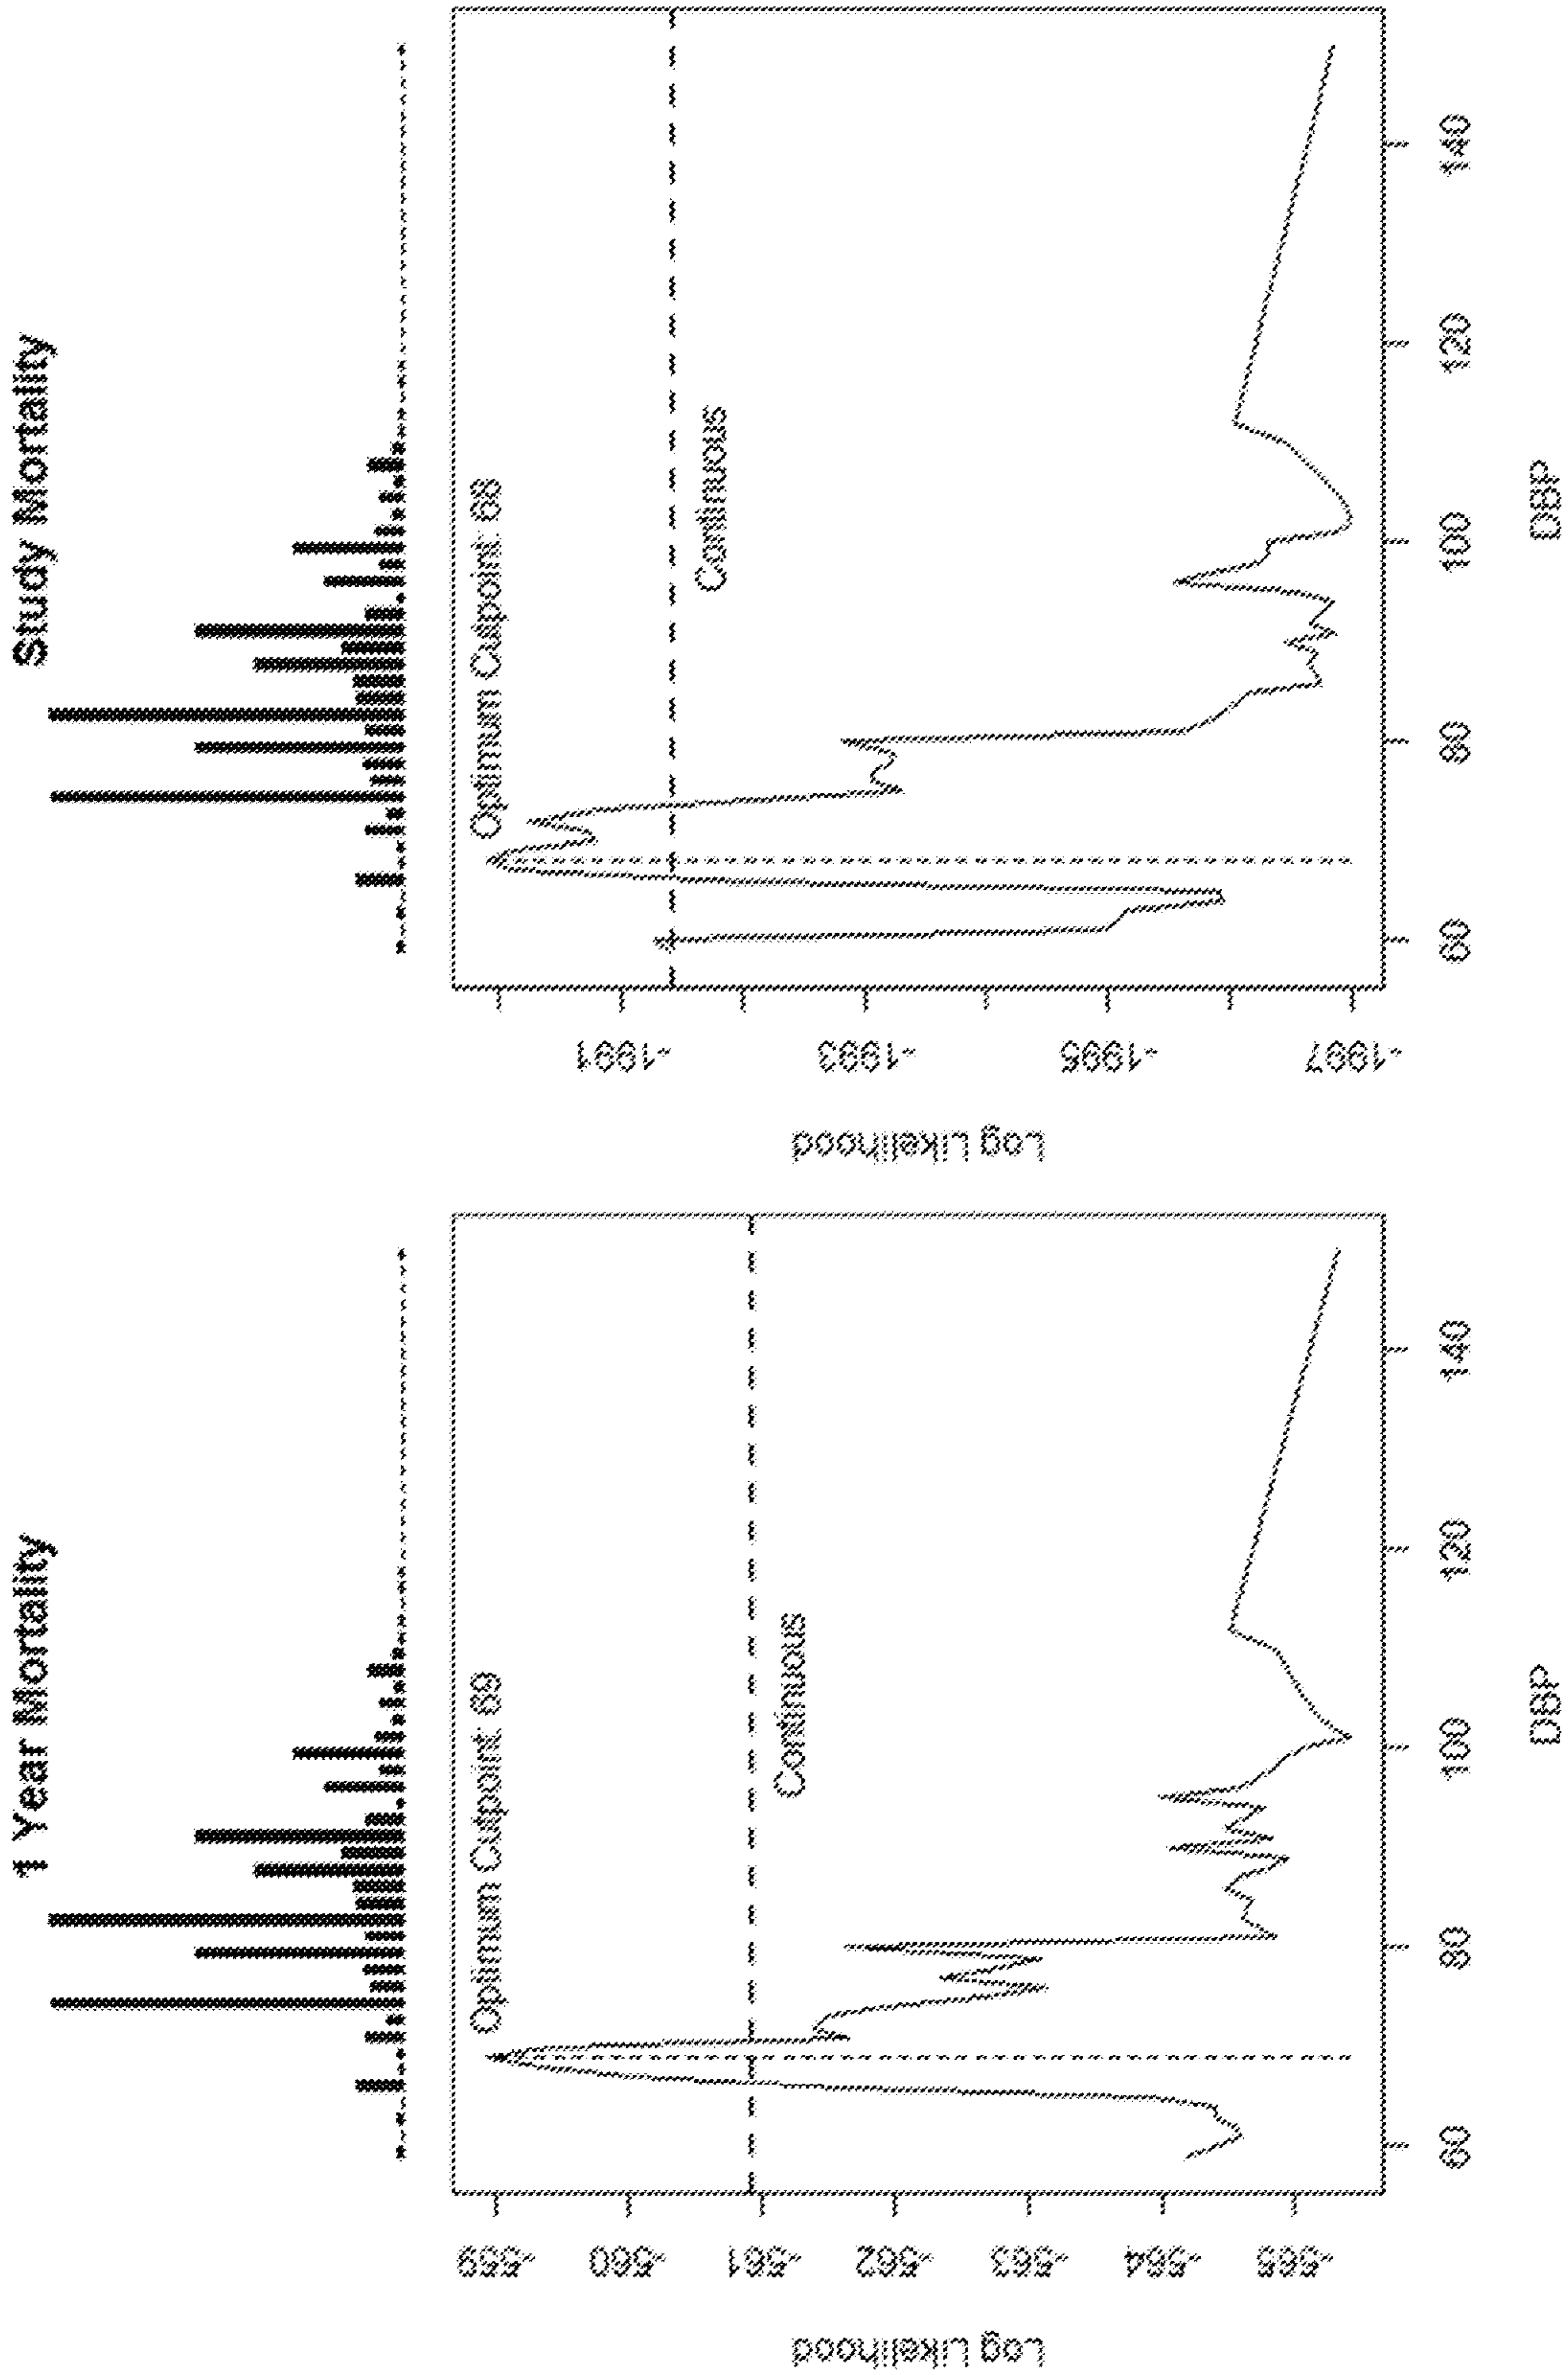 1 Year Mortality
Optimum Cutpoint: 69
Continuous
Log Likelihood
-559
-560
-561
-562
-563
-564
-565
60
80
100
120
140
DBP
Study Mortality
Optimum Cutpoint: 68
Continuous
Log Likelihood
-1991
-1993
-1995
-1997
60
80
100
120
140
DBP